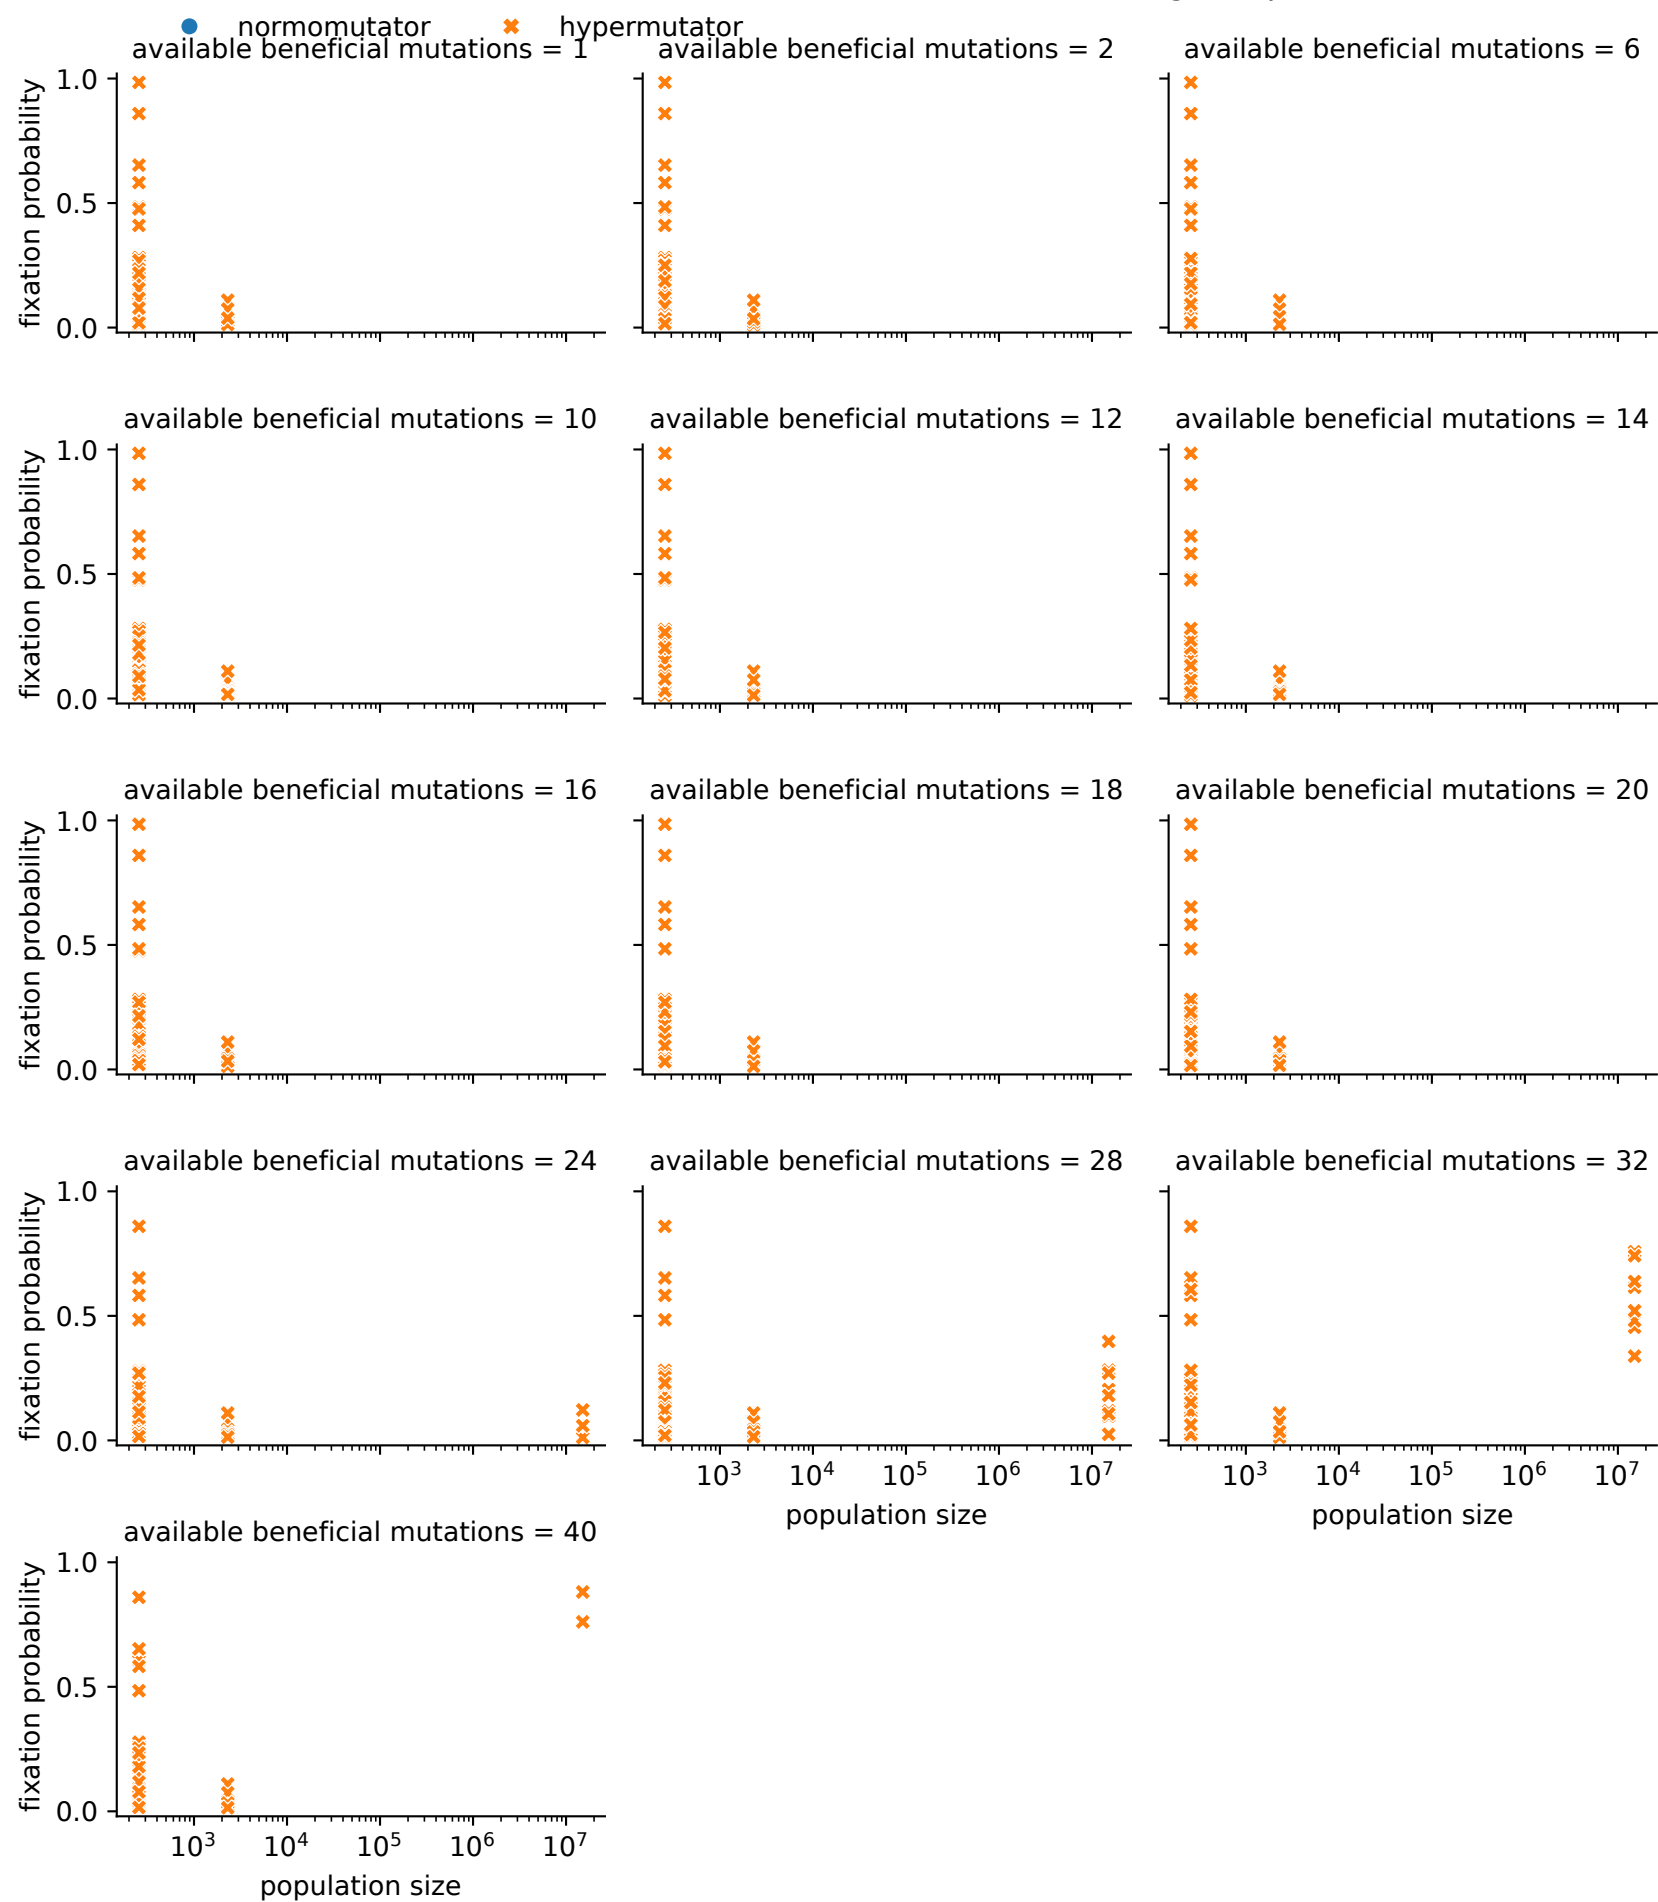 normomutator hypermutator
available beneficial mutations = 1 available beneficial mutations = 2 available beneficial mutations = 6
fixation probability
1.0
0.5
0.0
available beneficial mutations = 10 available beneficial mutations = 12 available beneficial mutations = 14
fixation probability
1.0
0.5
0.0
available beneficial mutations = 16 available beneficial mutations = 18 available beneficial mutations = 20
fixation probability
1.0
0.5
0.0
available beneficial mutations = 24 available beneficial mutations = 28 available beneficial mutations = 32
fixation probability
1.0
0.5
0.0
10³ 10⁴ 10⁵ 10⁶ 10⁷ 10³ 10⁴ 10⁵ 10⁶ 10⁷
population size population size
available beneficial mutations = 40
fixation probability
1.0
0.5
0.0
10³ 10⁴ 10⁵ 10⁶ 10⁷
population size